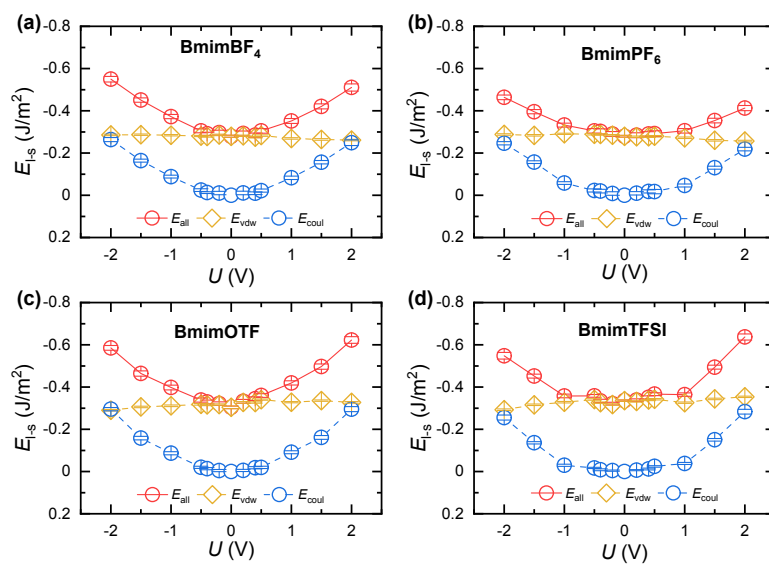 (a) BmimBF4
-0.8
-0.6
-0.4
-0.2
0
0.2
El-s (J/m²)
Eall Evdw Ecoul
-2 -1 0 1 2
U (V)
(b) BmimPF6
-0.8
-0.6
-0.4
-0.2
0
0.2
El-s (J/m²)
Eall Evdw Ecoul
-2 -1 0 1 2
U (V)
(c) BmimOTF
-0.8
-0.6
-0.4
-0.2
0
0.2
El-s (J/m²)
Eall Evdw Ecoul
-2 -1 0 1 2
U (V)
(d) BmimTFSI
-0.8
-0.6
-0.4
-0.2
0
0.2
El-s (J/m²)
Eall Evdw Ecoul
-2 -1 0 1 2
U (V)